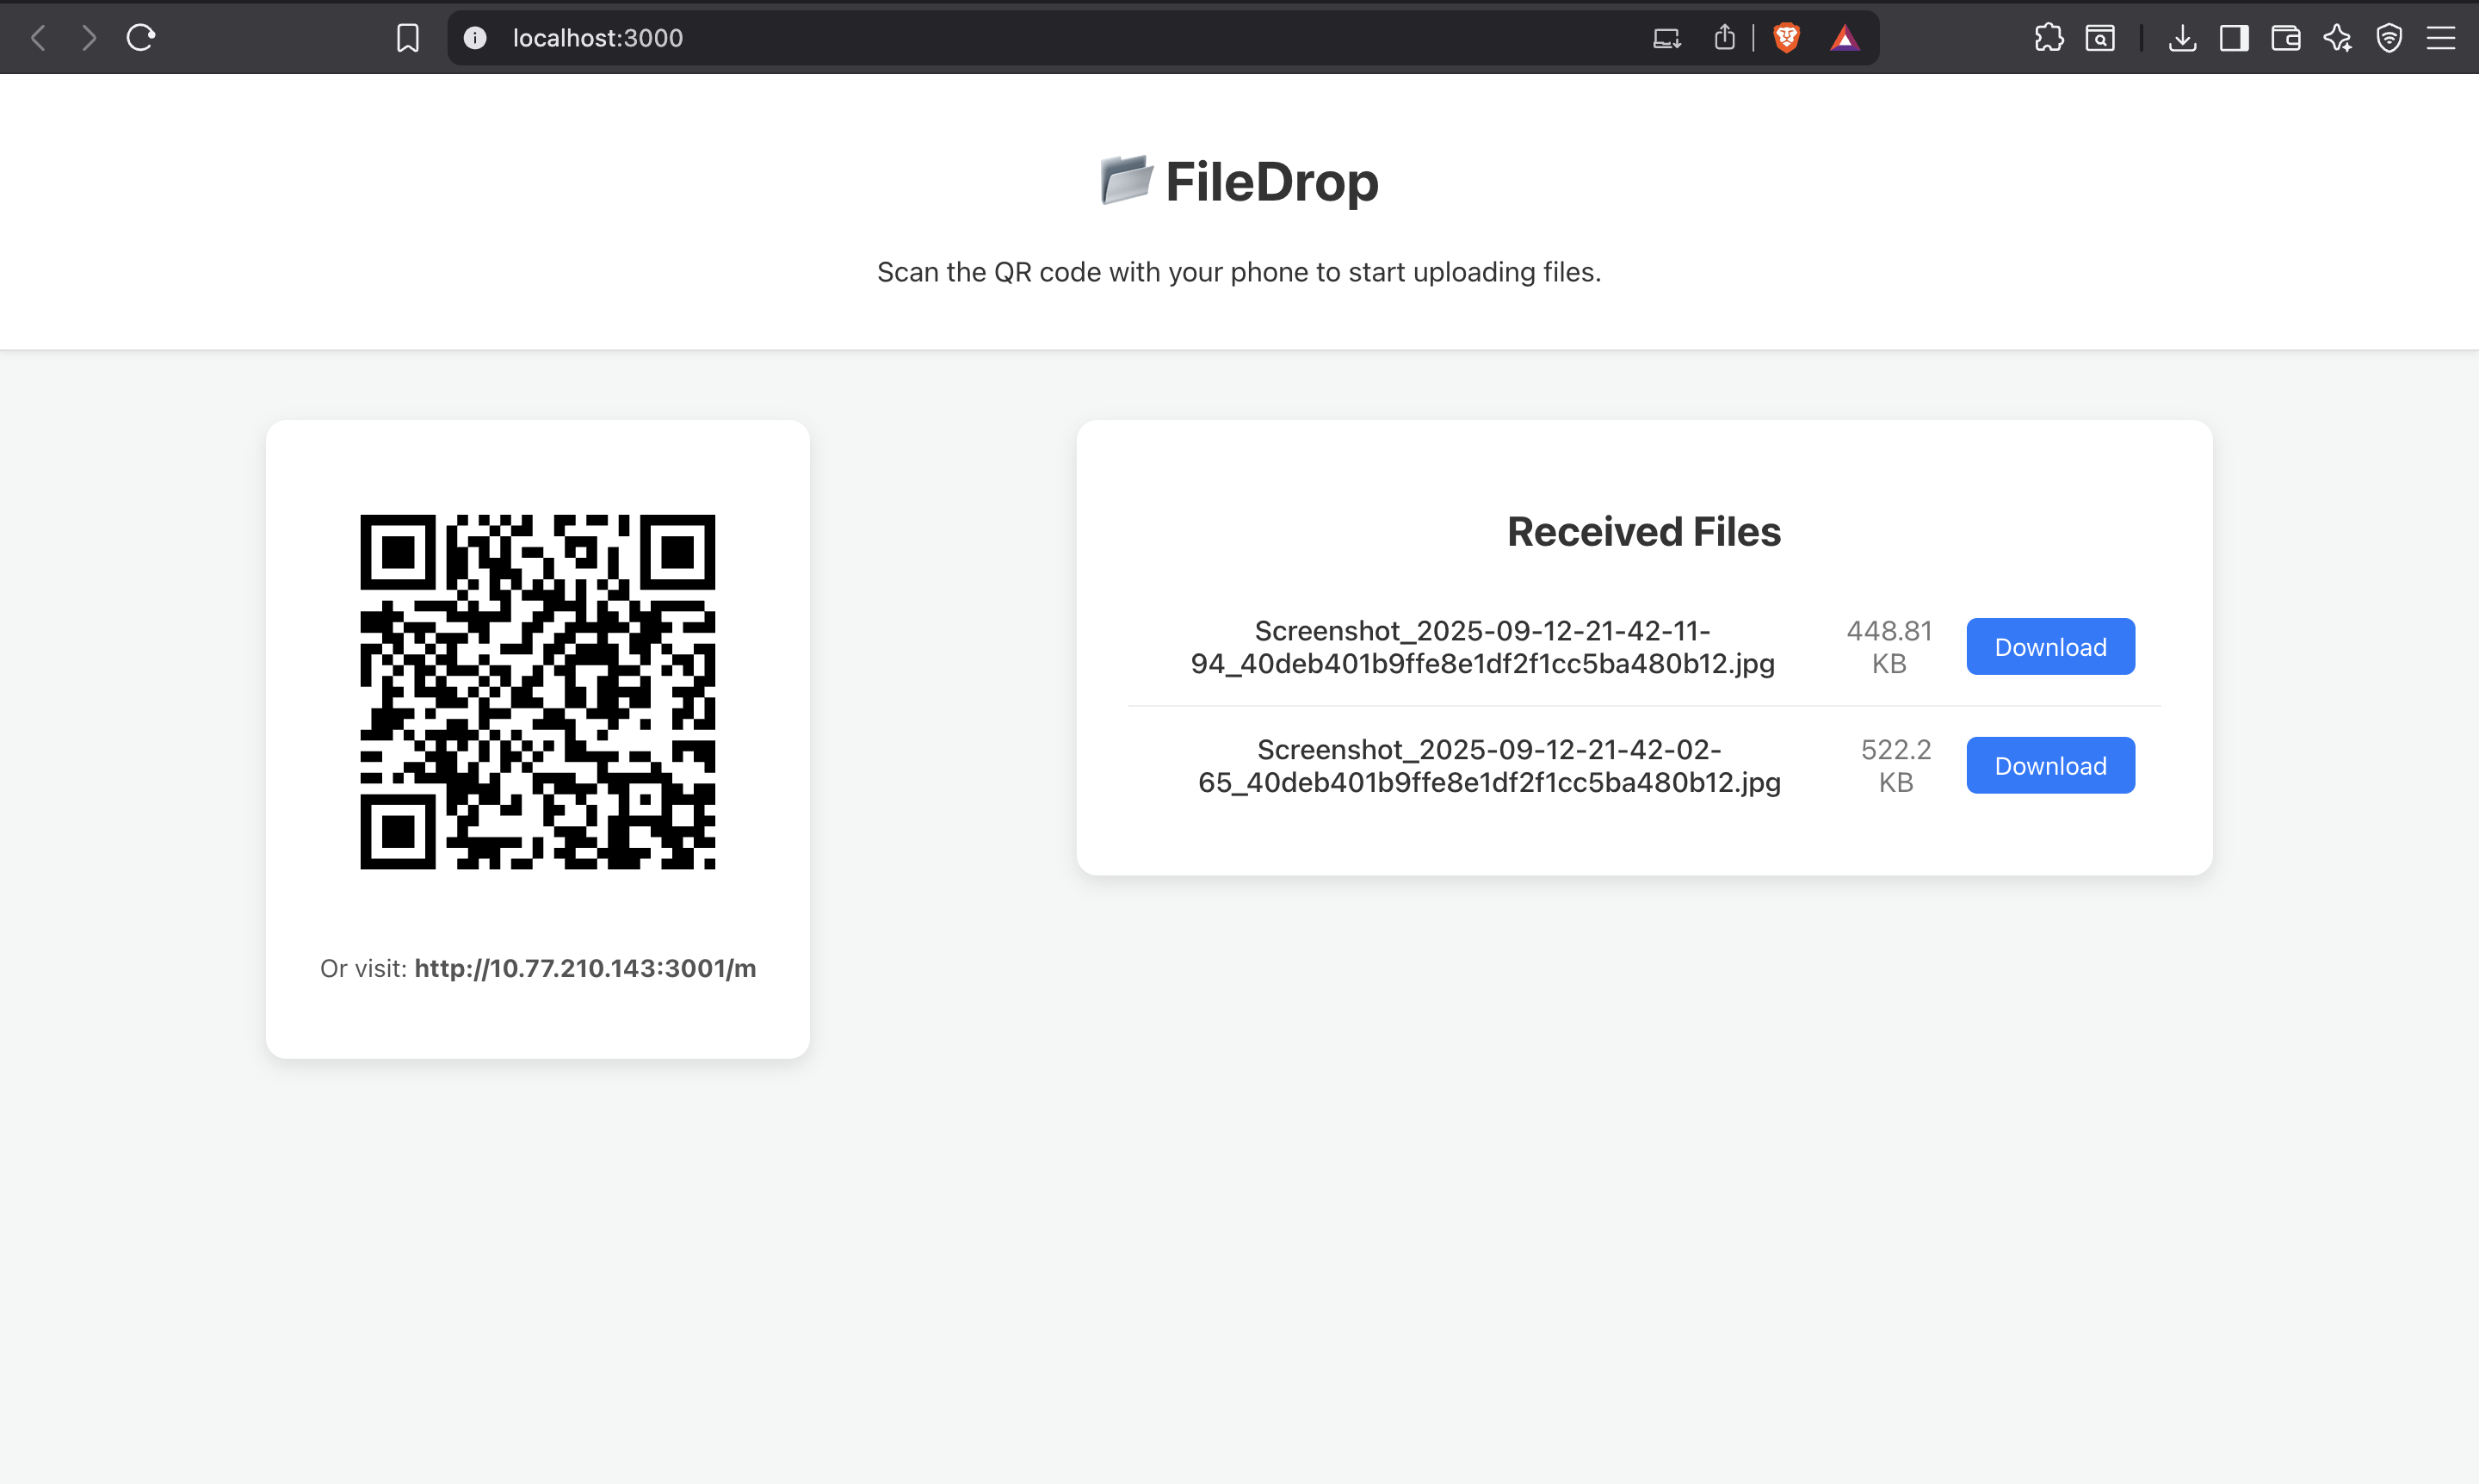 localhost:3000
FileDrop
Scan the QR code with your phone to start uploading files.
Or visit: http://10.77.210.143:3001/m
Received Files
Screenshot_2025-09-12-21-42-11-
94_40deb401b9ffe8e1df2f1cc5ba480b12.jpg
448.81
KB
Download
Screenshot_2025-09-12-21-42-02-
65_40deb401b9ffe8e1df2f1cc5ba480b12.jpg
522.2
KB
Download